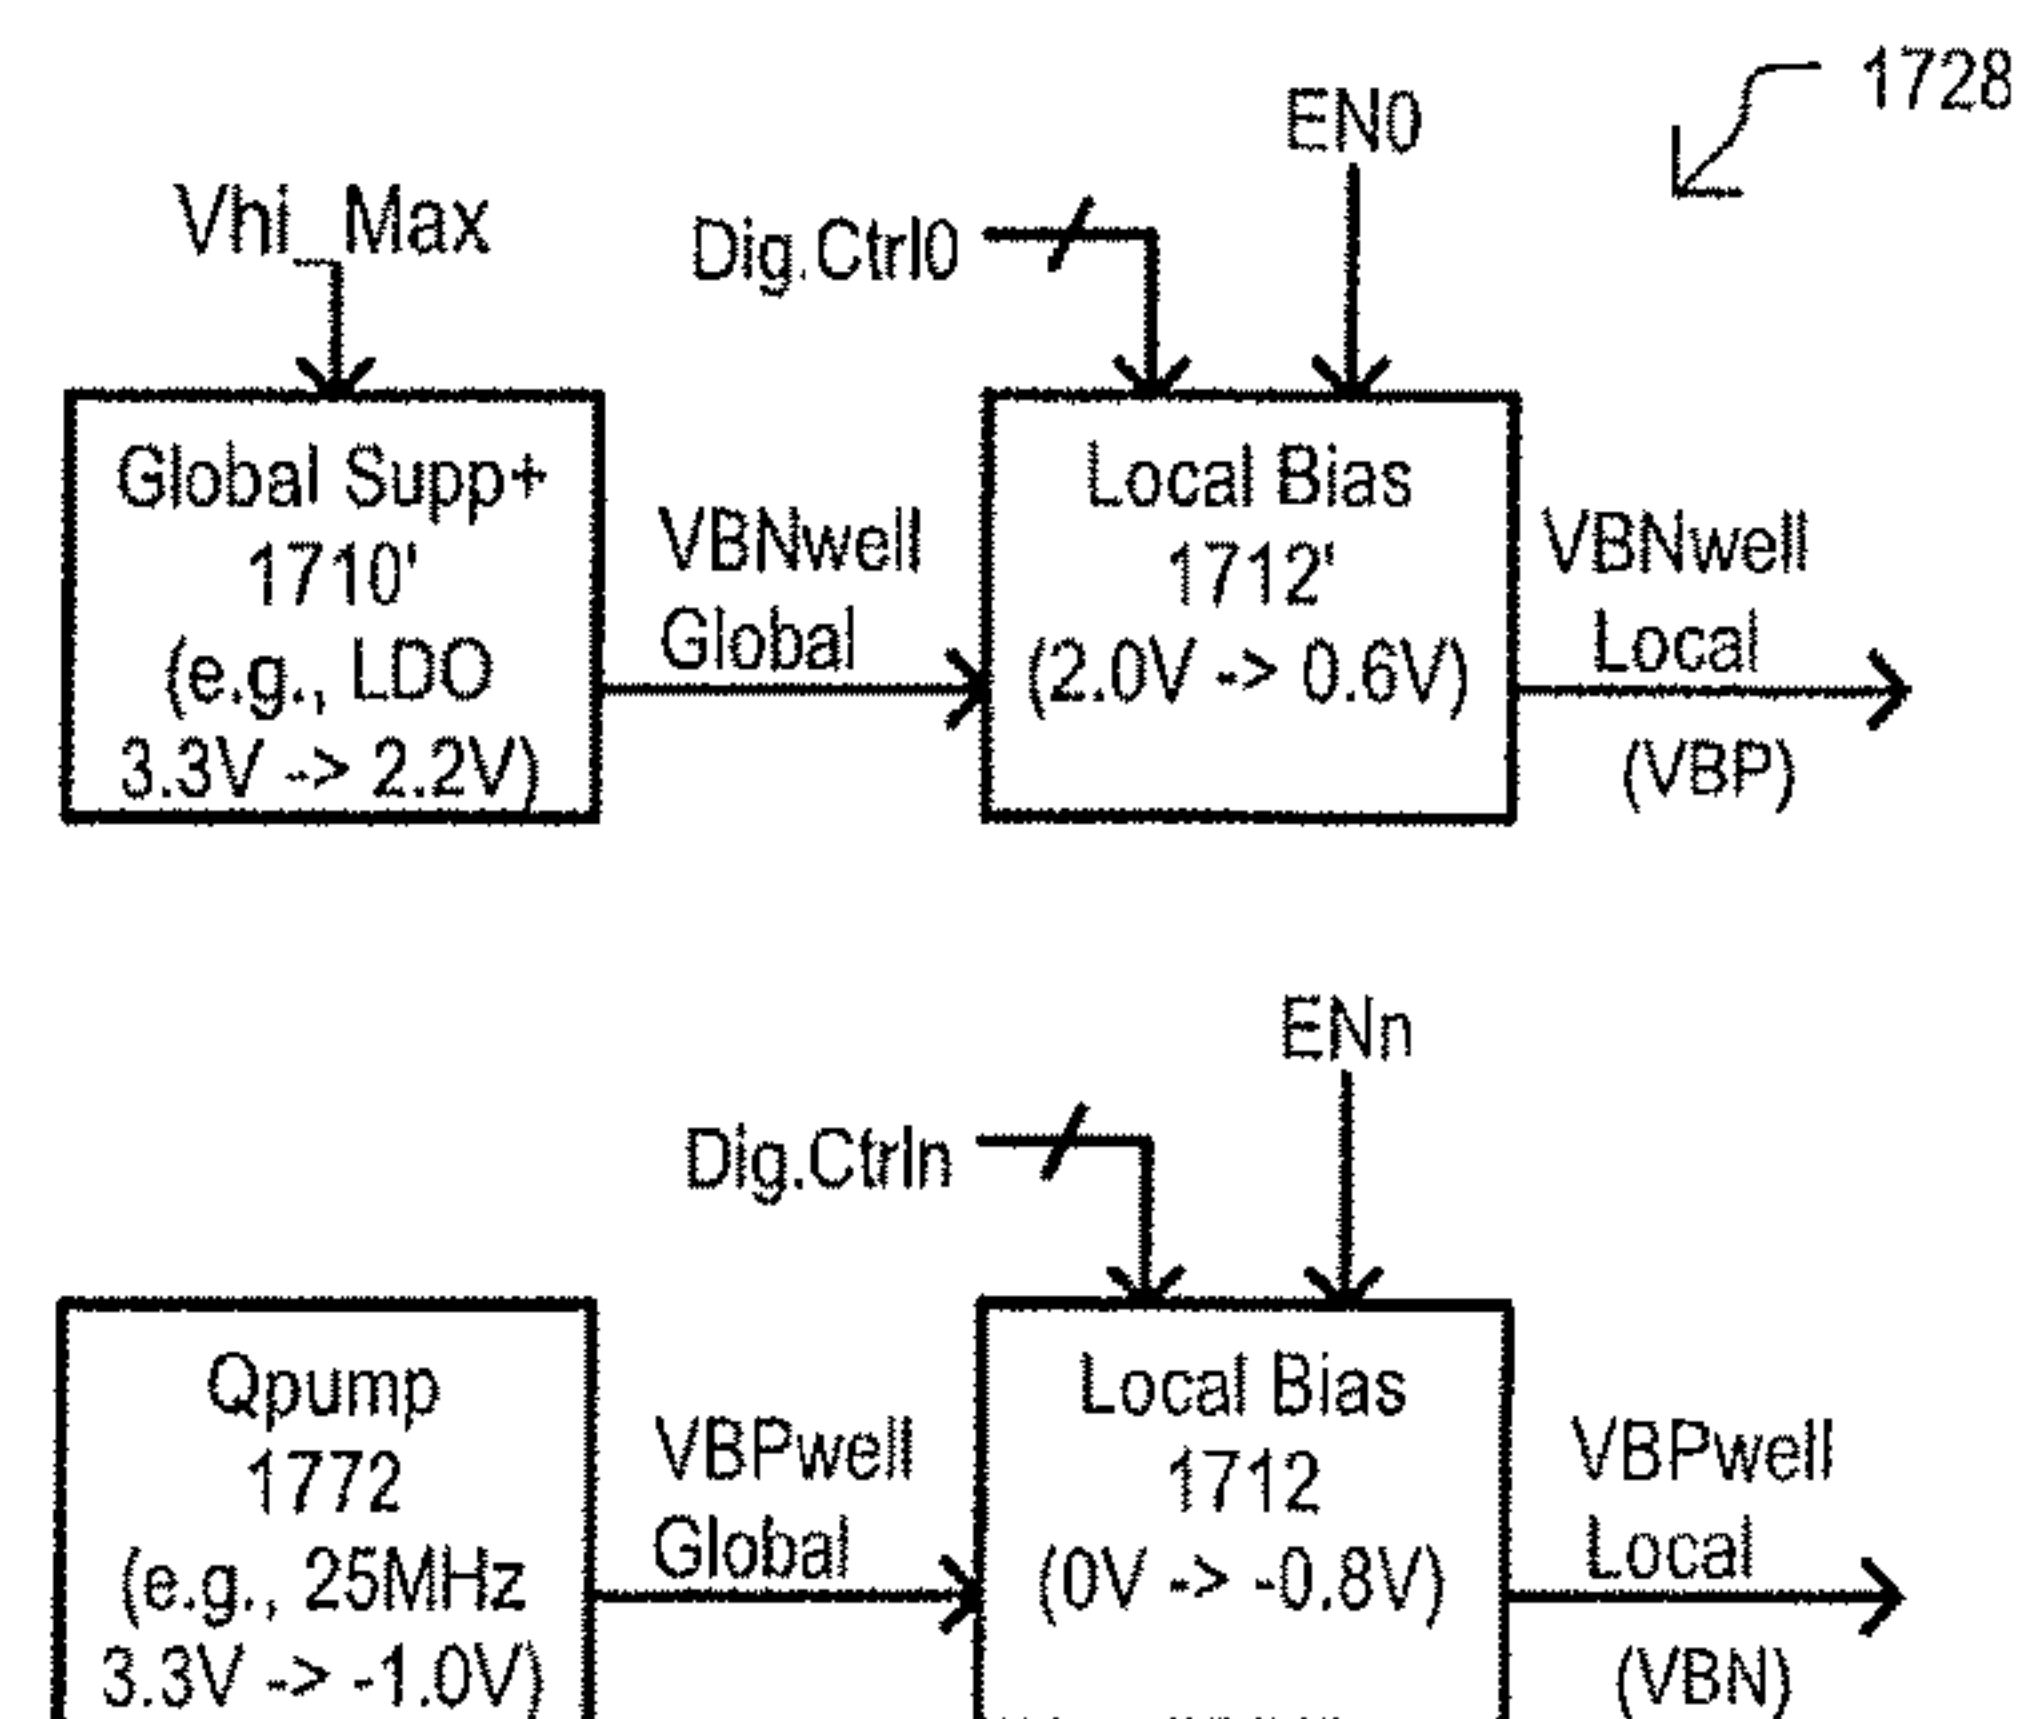 1728
EN0
Vhi_Max
Dig.Ctrl0
Global Supp+
1710'
(e.g., LDO
3.3V -> 2.2V)
VBNwell
Global
Local Bias
1712'
(2.0V -> 0.6V)
VBNwell
Local
(VBP)
ENn
Dig.Ctrln
Qpump
1772
(e.g., 25MHz
3.3V -> -1.0V)
VBPwell
Global
Local Bias
1712
(0V -> -0.8V)
VBPwell
Local
(VBN)